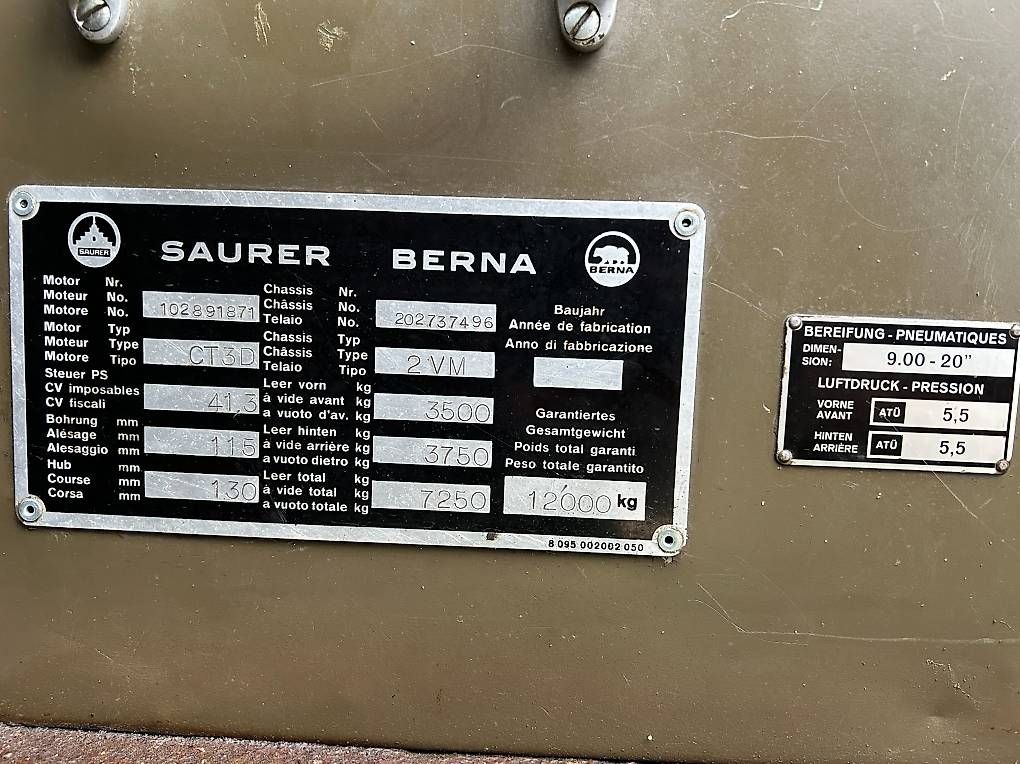 SAURER
SAURER BERNA
BERNA
Motor Nr.
Moteur No.
Motore No.
102891871
Motor Typ
Moteur Type
Motore Tipo
CT3D
Steuer PS
CV imposables
CV fiscali
41,3
Bohrung mm
Alésage mm
Alesaggio mm
115
Hub mm
Course mm
Corsa mm
130
Chassis Nr.
Châssis No.
Telaio No.
202737496
Chassis Typ
Châssis Type
Telaio Tipo
2VM
Leer vorn kg
à vide avant kg
a vuoto d'av. kg
3500
Leer hinten kg
à vide arrière kg
a vuoto dietro kg
3750
Leer total kg
à vide total kg
a vuoto totale kg
7250
Baujahr
Année de fabrication
Anno di fabbricazione
Garantiertes
Gesamtgewicht
Poids total garanti
Peso totale garantito
12000 kg
8 095 002002 050
BEREIFUNG - PNEUMATIQUES
DIMEN-
SION:
9.00 - 20"
LUFTDRUCK - PRESSION
VORNE
AVANT
ATÜ 5,5
HINTEN
ARRIÈRE
ATÜ 5,5